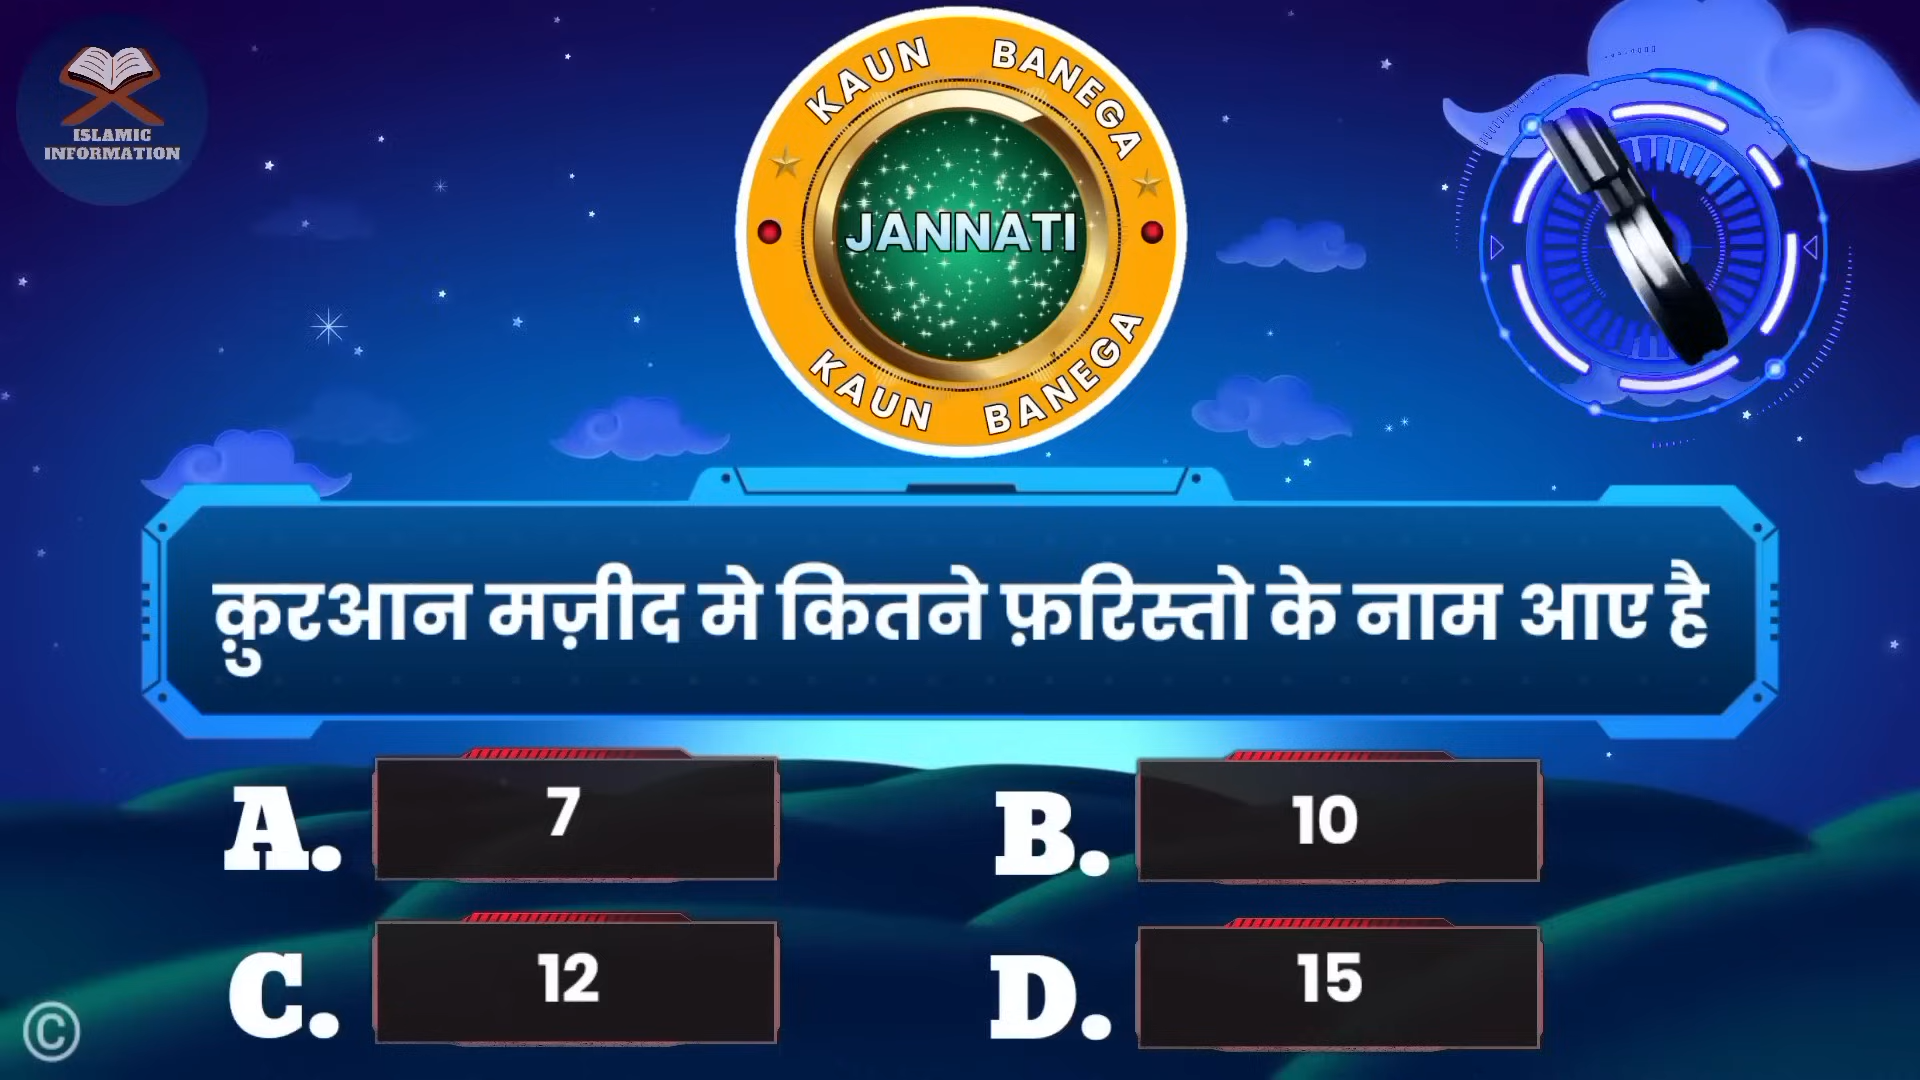 ISLAMIC
INFORMATION
KAUN BANEGA
JANNATI
KAUN BANEGA
क़ुरआन मज़ीद मे कितने फ़रिस्तो के नाम आए है
A. 7
B. 10
C. 12
D. 15
©